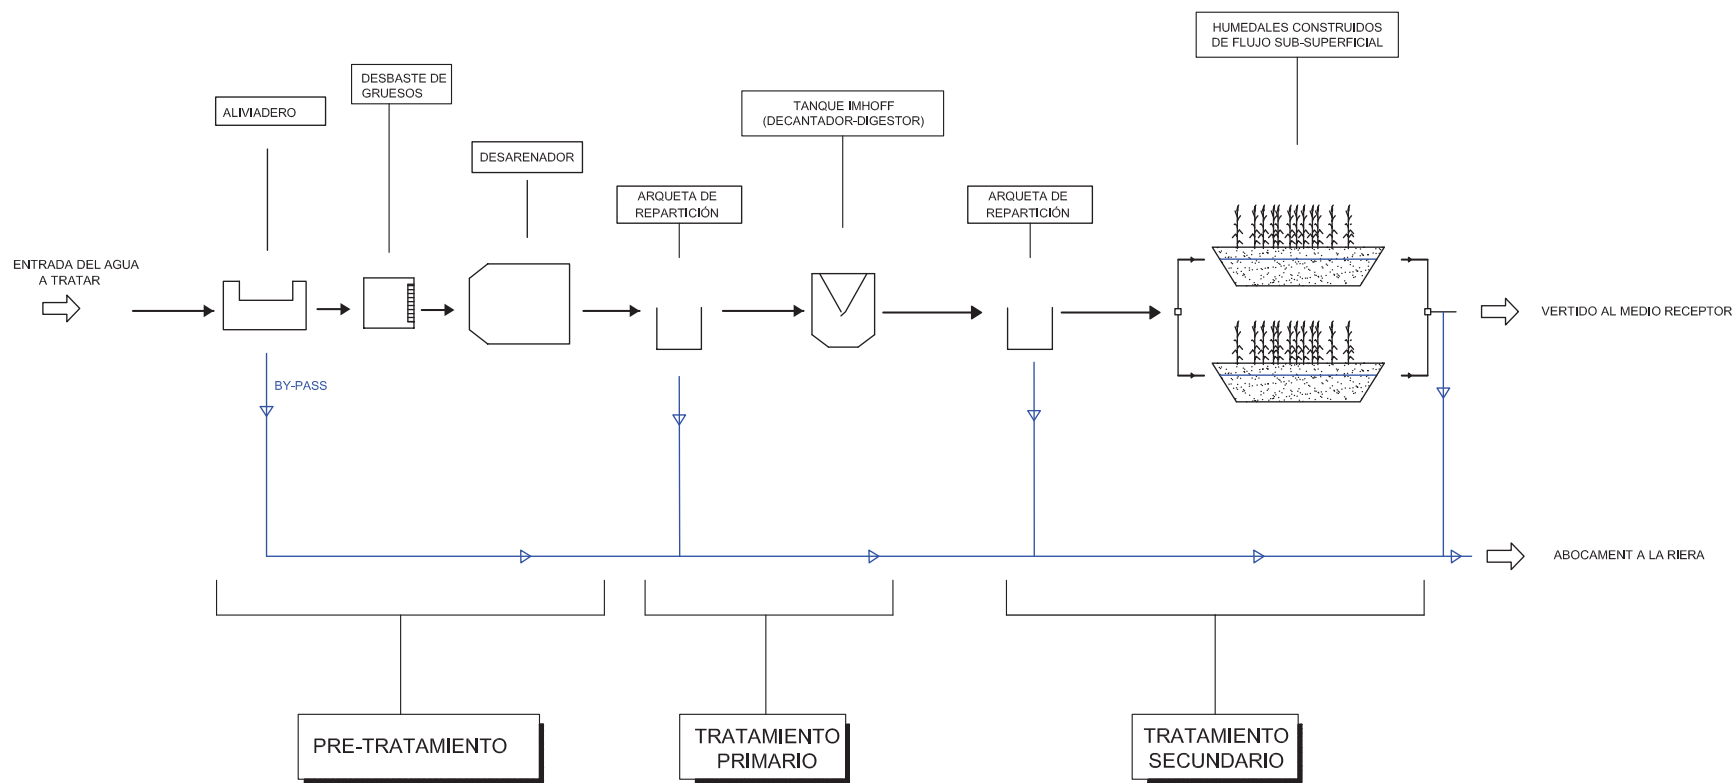 HUMEDALES CONSTRUIDOS
DE FLUJO SUB-SUPERFICIAL
DESBASTE DE
GRUESOS
ALIVIADERO
TANQUE IMHOFF
(DECANTADOR-DIGESTOR)
DESARENADOR
ARQUETA DE
REPARTICIÓN
ARQUETA DE
REPARTICIÓN
ENTRADA DEL AGUA
A TRATAR
VERTIDO AL MEDIO RECEPTOR
BY-PASS
ABOCAMENT A LA RIERA
PRE-TRATAMIENTO
TRATAMIENTO
PRIMARIO
TRATAMIENTO
SECUNDARIO